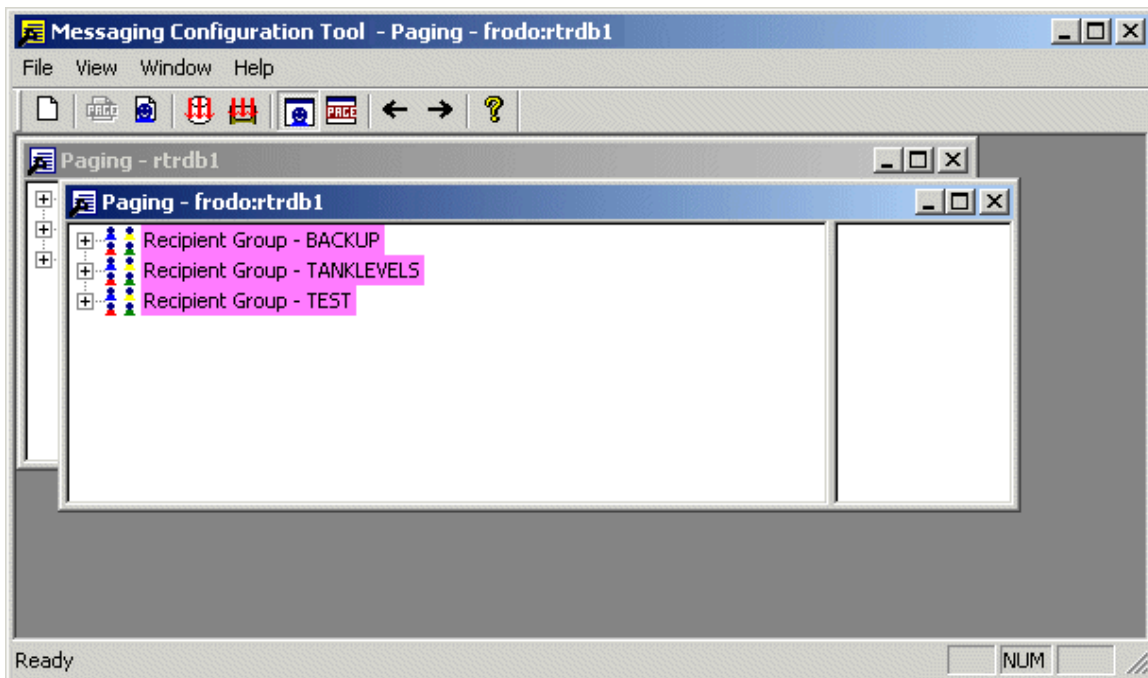 Messaging Configuration Tool - Paging - frodo:rtrdb1
File View Window Help
PAGE
Paging - rtrdb1
Paging - frodo:rtrdb1
Recipient Group - BACKUP
Recipient Group - TANKLEVELS
Recipient Group - TEST
Ready
NUM